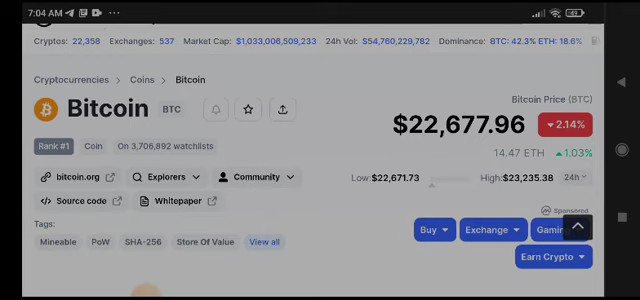 7:04 AM
Cryptos: 22,358 Exchanges: 537 Market Cap: $1,033,006,509,233 24h Vol: $54,760,229,782 Dominance: BTC: 42.3% ETH: 18.6%
Cryptocurrencies > Coins > Bitcoin
Bitcoin BTC
Bitcoin Price (BTC)
$22,677.96 2.14%
Rank #1 Coin On 3,706,892 watchlists
14.47 ETH 1.03%
bitcoin.org Explorers Community
Low:$22,671.73 High:$23,235.38 24h
Source code Whitepaper
Sponsored
Tags:
Buy Exchange
Mineable PoW SHA-256 Store Of Value View all
Earn Crypto